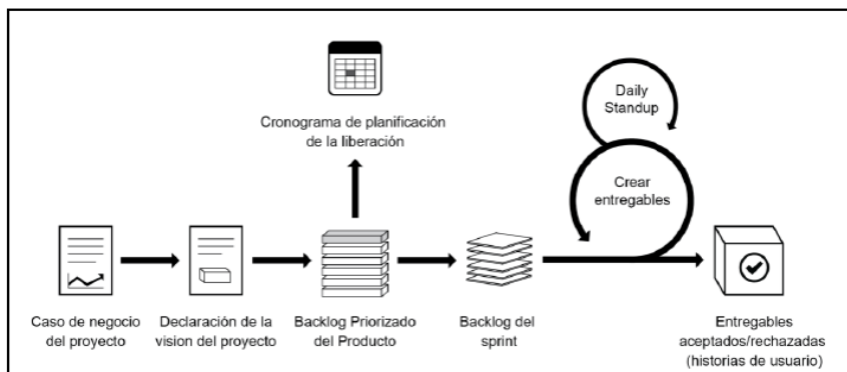 Daily
Standup
Cronograma de planificación
de la liberación
Crear
entregables
Caso de negocio
del proyecto
Declaración de la
vision del proyecto
Backlog Priorizado
del Producto
Backlog del
sprint
Entregables
aceptados/rechazadas
(historias de usuario)